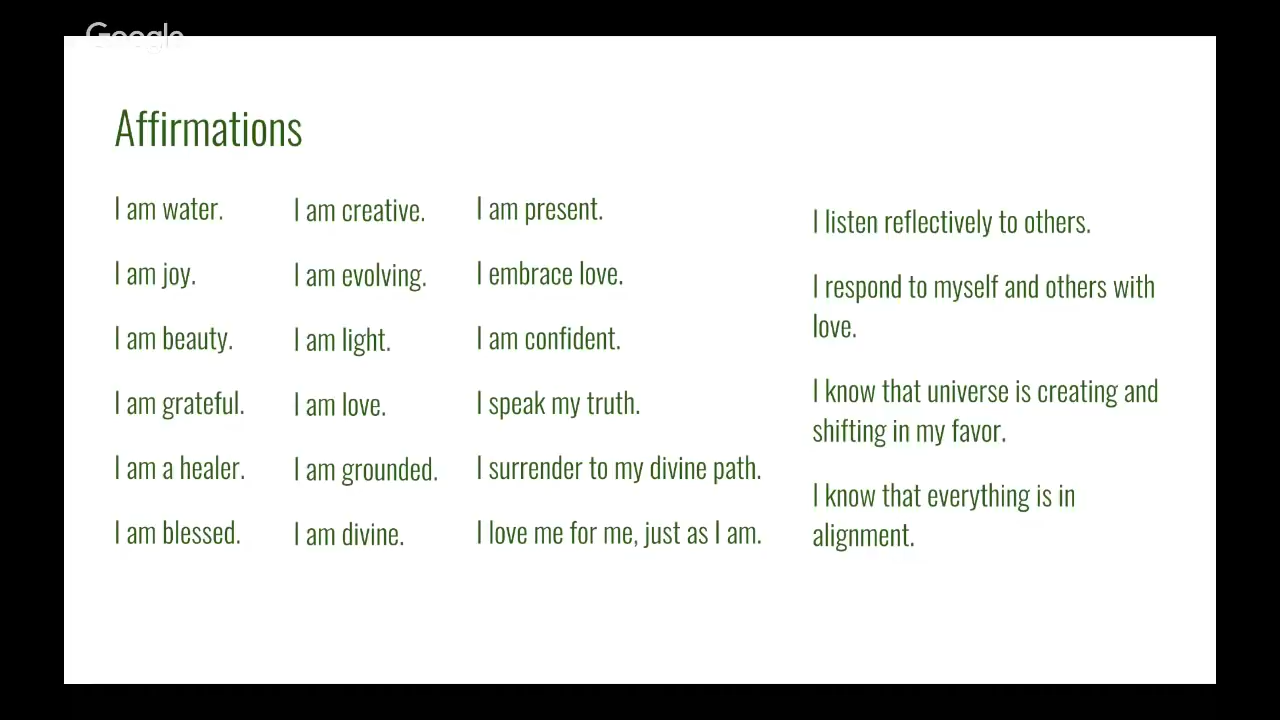 Google
Affirmations
I am water.
I am joy.
I am beauty.
I am grateful.
I am a healer.
I am blessed.
I am creative.
I am evolving.
I am light.
I am love.
I am grounded.
I am divine.
I am present.
I embrace love.
I am confident.
I speak my truth.
I surrender to my divine path.
I love me for me, just as I am.
I listen reflectively to others.
I respond to myself and others with
love.
I know that universe is creating and
shifting in my favor.
I know that everything is in
alignment.